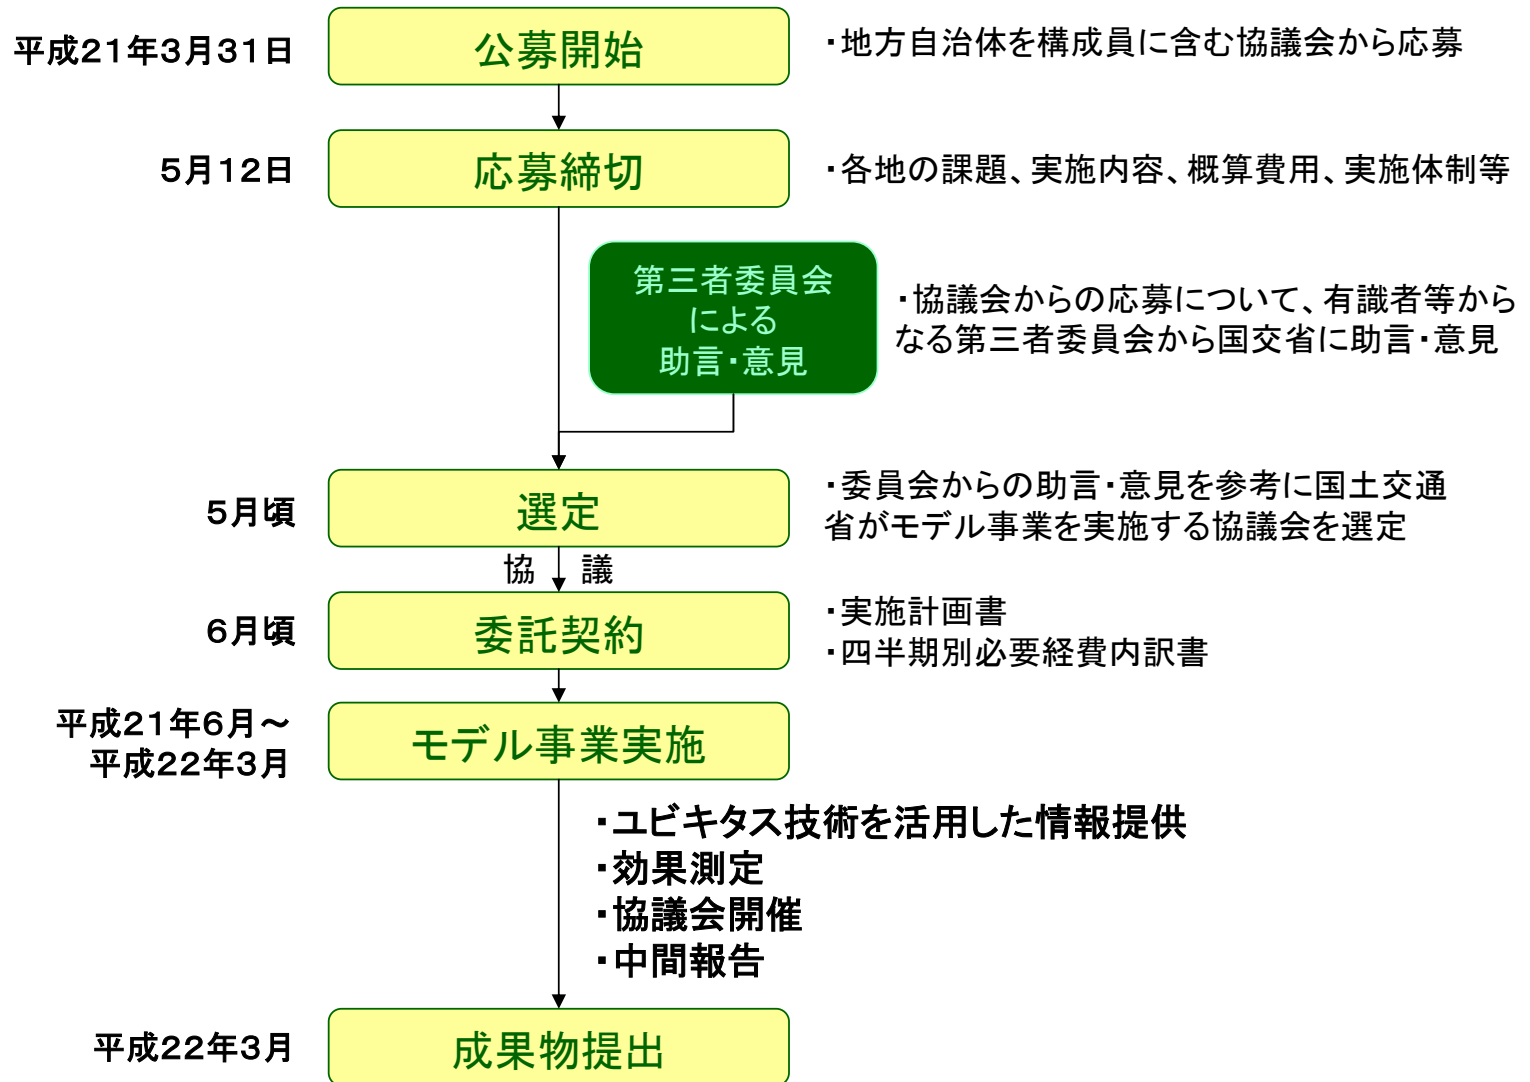 平成21年3月31日
公募開始
・地方自治体を構成員に含む協議会から応募
5月12日
応募締切
・各地の課題、実施内容、概算費用、実施体制等
第三者委員会
による
助言・意見
・協議会からの応募について、有識者等から
なる第三者委員会から国交省に助言・意見
5月頃
選定
・委員会からの助言・意見を参考に国土交通
省がモデル事業を実施する協議会を選定
協 議
6月頃
委託契約
・実施計画書
・四半期別必要経費内訳書
平成21年6月～
平成22年3月
モデル事業実施
・ユビキタス技術を活用した情報提供
・効果測定
・協議会開催
・中間報告
平成22年3月
成果物提出